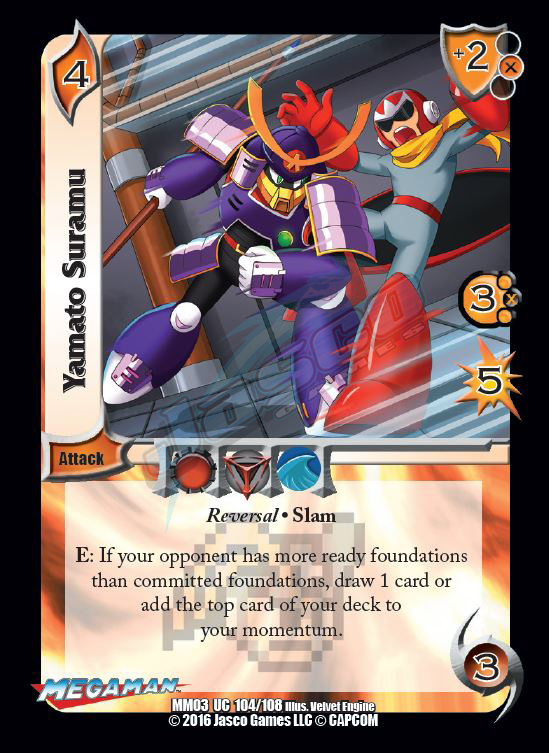 4
+2
Yamato Suramu
3
5
Attack
Reversal • Slam
E: If your opponent has more ready foundations
than committed foundations, draw 1 card or
add the top card of your deck to
your momentum.
3
MEGAMAN™
MM03 UC 104/108 Illus. Velvet Engine
© 2016 Jasco Games LLC © CAPCOM